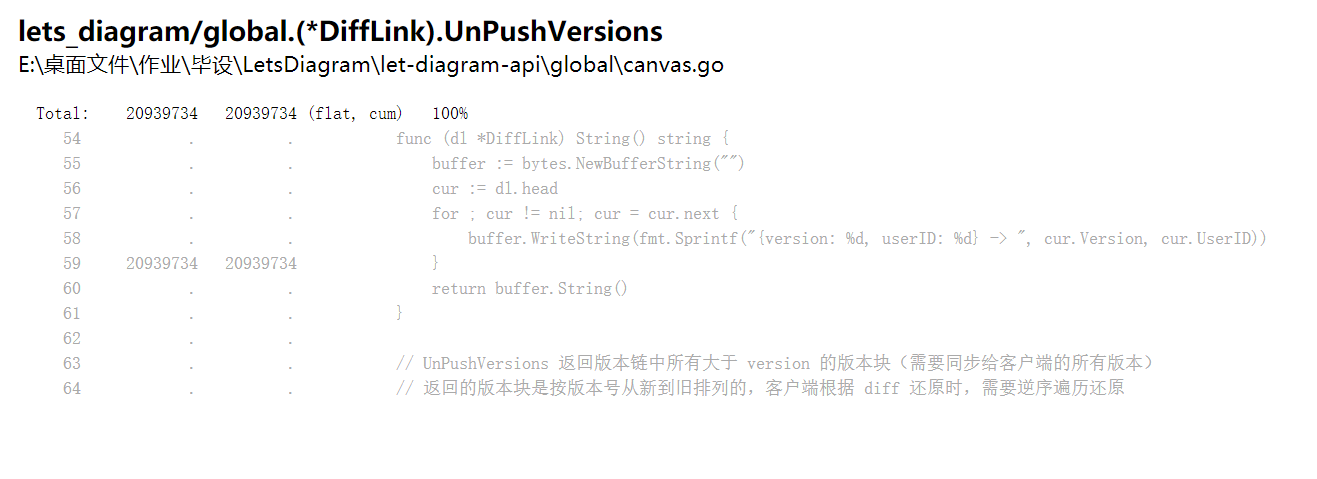 lets_diagram/global.(*DiffLink).UnPushVersions
E:\桌面文件\作业\毕设\LetsDiagram\let-diagram-api\global\canvas.go
Total: 20939734 20939734 (flat, cum) 100%
54 . . func (dl *DiffLink) String() string {
55 . . buffer := bytes.NewBufferString("")
56 . . cur := dl.head
57 . . for ; cur != nil; cur = cur.next {
58 . . buffer.WriteString(fmt.Sprintf("{version: %d, userID: %d} -> ", cur.Version, cur.UserID))
59 20939734 20939734 }
60 . . return buffer.String()
61 . . }
62 . .
63 . . // UnPushVersions 返回版本链中所有大于 version 的版本块（需要同步给客户端的所有版本）
64 . . // 返回的版本块是按版本号从新到旧排列的，客户端根据 diff 还原时，需要逆序遍历还原